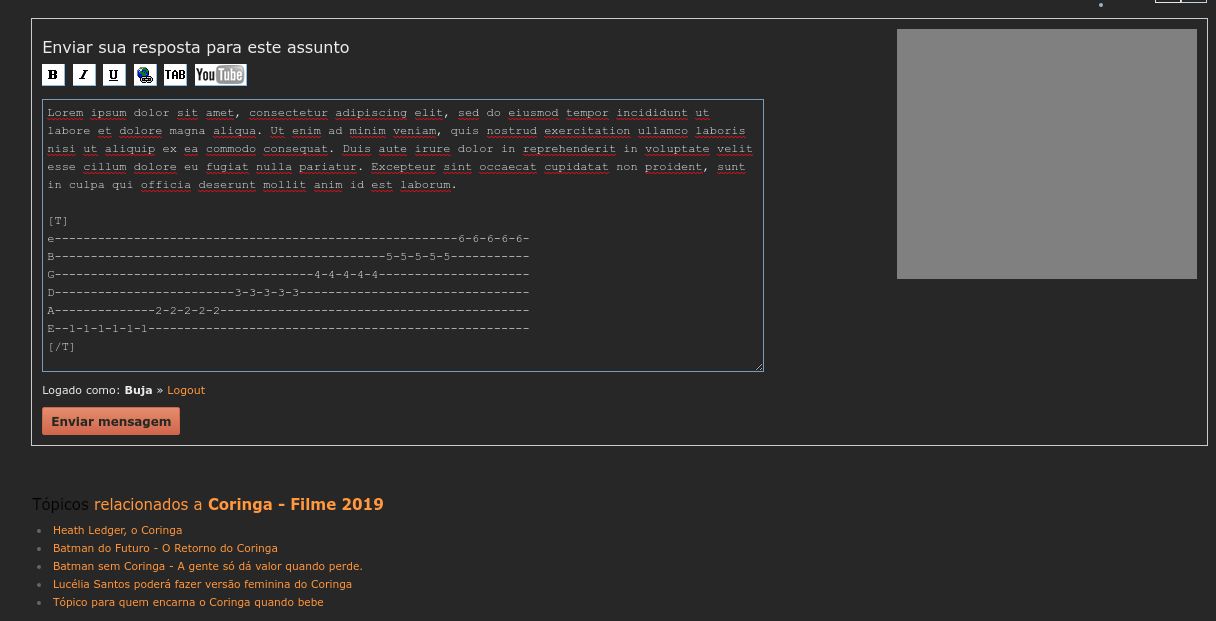 Enviar sua resposta para este assunto
B I U TAB YouTube
Lorem ipsum dolor sit amet, consectetur adipiscing elit, sed do eiusmod tempor incididunt ut
labore et dolore magna aliqua. Ut enim ad minim veniam, quis nostrud exercitation ullamco laboris
nisi ut aliquip ex ea commodo consequat. Duis aute irure dolor in reprehenderit in voluptate velit
esse cillum dolore eu fugiat nulla pariatur. Excepteur sint occaecat cupidatat non proident, sunt
in culpa qui officia deserunt mollit anim id est laborum.
[T]
e--------------------------------------------------------6-6-6-6-6-
B----------------------------------------------5-5-5-5-5-----------
G------------------------------------4-4-4-4-4---------------------
D-------------------------3-3-3-3-3--------------------------------
A--------------2-2-2-2-2-------------------------------------------
E--1-1-1-1-1-1-----------------------------------------------------
[/T]
Logado como: Buja » Logout
Enviar mensagem
Tópicos relacionados a Coringa - Filme 2019
Heath Ledger, o Coringa
Batman do Futuro - O Retorno do Coringa
Batman sem Coringa - A gente só dá valor quando perde.
Lucélia Santos poderá fazer versão feminina do Coringa
Tópico para quem encarna o Coringa quando bebe